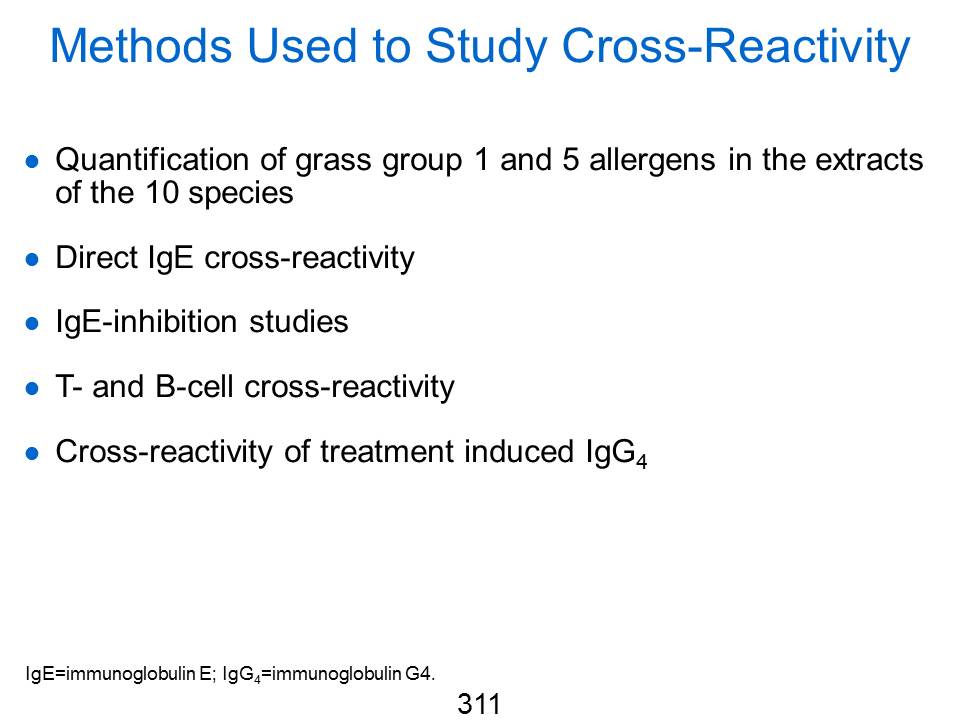 Methods Used to Study Cross-Reactivity
● Quantification of grass group 1 and 5 allergens in the extracts
of the 10 species
● Direct IgE cross-reactivity
● IgE-inhibition studies
● T- and B-cell cross-reactivity
● Cross-reactivity of treatment induced IgG₄
IgE=immunoglobulin E; IgG₄=immunoglobulin G4.
311